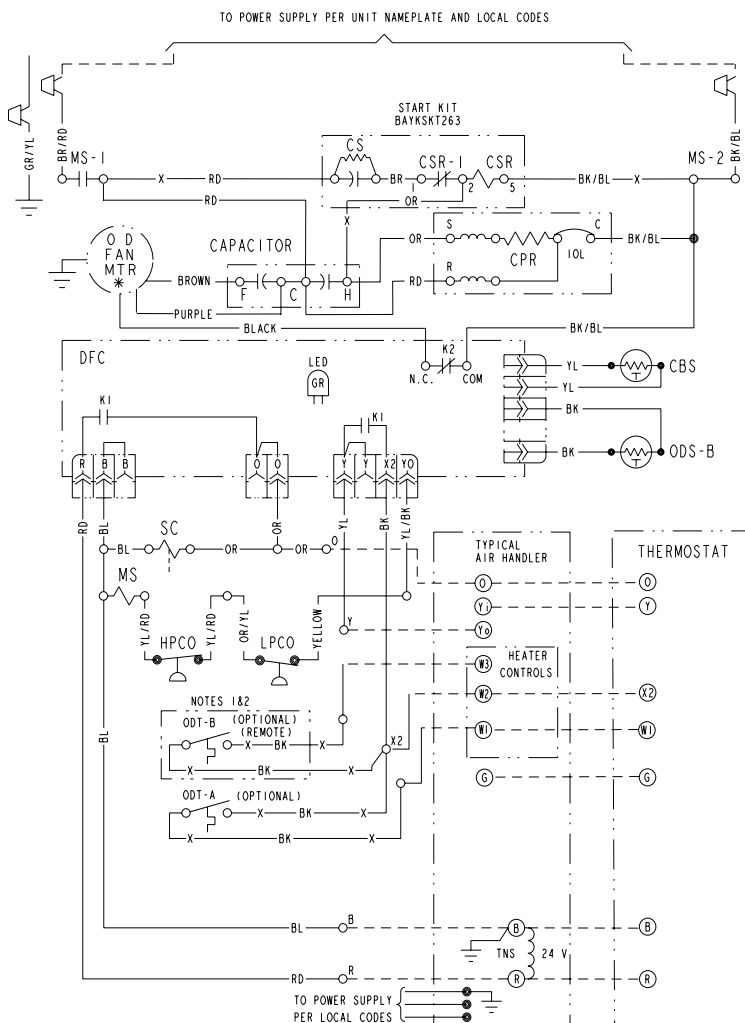 TO POWER SUPPLY PER UNIT NAMEPLATE AND LOCAL CODES
GR/YL
BR/RD
BK/BL
START KIT
BAYKSKT263
CS
CSR-1
CSR
MS-1
MS-2
X
RD
BR
1
2
5
BK/BL
X
RD
OR
X
O D
FAN
MTR
*
CAPACITOR
S
C
OR
CPR
IOL
BK/BL
BROWN
F
C
H
RD
R
PURPLE
BLACK
BK/BL
DFC
LED
GR
K2
N.C.
COM
YL
CBS
YL
BK
BK
ODS-B
K1
K1
R
B
B
O
O
Y
Y
X2
YO
RD
BL
OR
YL
BK
YL/BK
SC
BL
OR
OR
O
TYPICAL
AIR HANDLER
THERMOSTAT
MS
O
O
Yi
Y
YL/RD
HPCO
YL/RD
OR/YL
LPCO
YELLOW
Y
Yo
W3
HEATER
CONTROLS
NOTES 1&2
W2
X2
ODT-B
(OPTIONAL)
(REMOTE)
X
BK
X
W1
W1
BL
X2
X
BK
X
G
G
ODT-A
(OPTIONAL)
X
BK
X
X
BK
X
BL
B
B
B
TNS
24 V
RD
R
R
R
TO POWER SUPPLY
PER LOCAL CODES